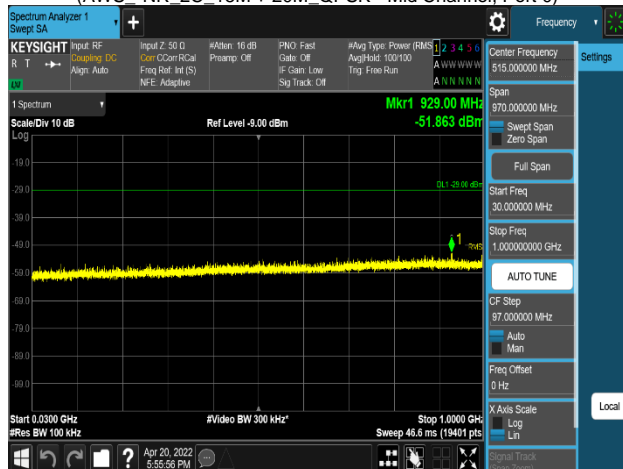 Spectrum Analyzer 1
Swept SA
Frequency
KEYSIGHT
R T
Input: RF
Coupling: DC
Align: Auto
Input Z: 50 Ω
Corr CCorr RCal
Freq Ref: Int (S)
NFE: Adaptive
#Atten: 16 dB
Preamp: Off
PNO: Fast
Gate: Off
IF Gain: Low
Sig Track: Off
#Avg Type: Power (RMS
Avg|Hold: 100/100
Trig: Free Run
1 2 3 4 5 6
A W W W W W
A N N N N N
1 Spectrum
Scale/Div 10 dB
Log
Ref Level -9.00 dBm
Mkr1 929.00 MHz
-51.863 dBm
-19.0
-29.0
-39.0
-49.0
-59.0
-69.0
-79.0
-89.0
-99.0
DL1 -29.00 dBm
1
RMS
Start 0.0300 GHz
#Res BW 100 kHz
#Video BW 300 kHz*
Stop 1.0000 GHz
Sweep 46.6 ms (19401 pts)
Apr 20, 2022
5:55:56 PM
Center Frequency
515.000000 MHz
Settings
Span
970.000000 MHz
Swept Span
Zero Span
Full Span
Start Freq
30.000000 MHz
Stop Freq
1.000000000 GHz
AUTO TUNE
CF Step
97.000000 MHz
Auto
Man
Freq Offset
0 Hz
X Axis Scale
Log
Lin
Local
Signal Track